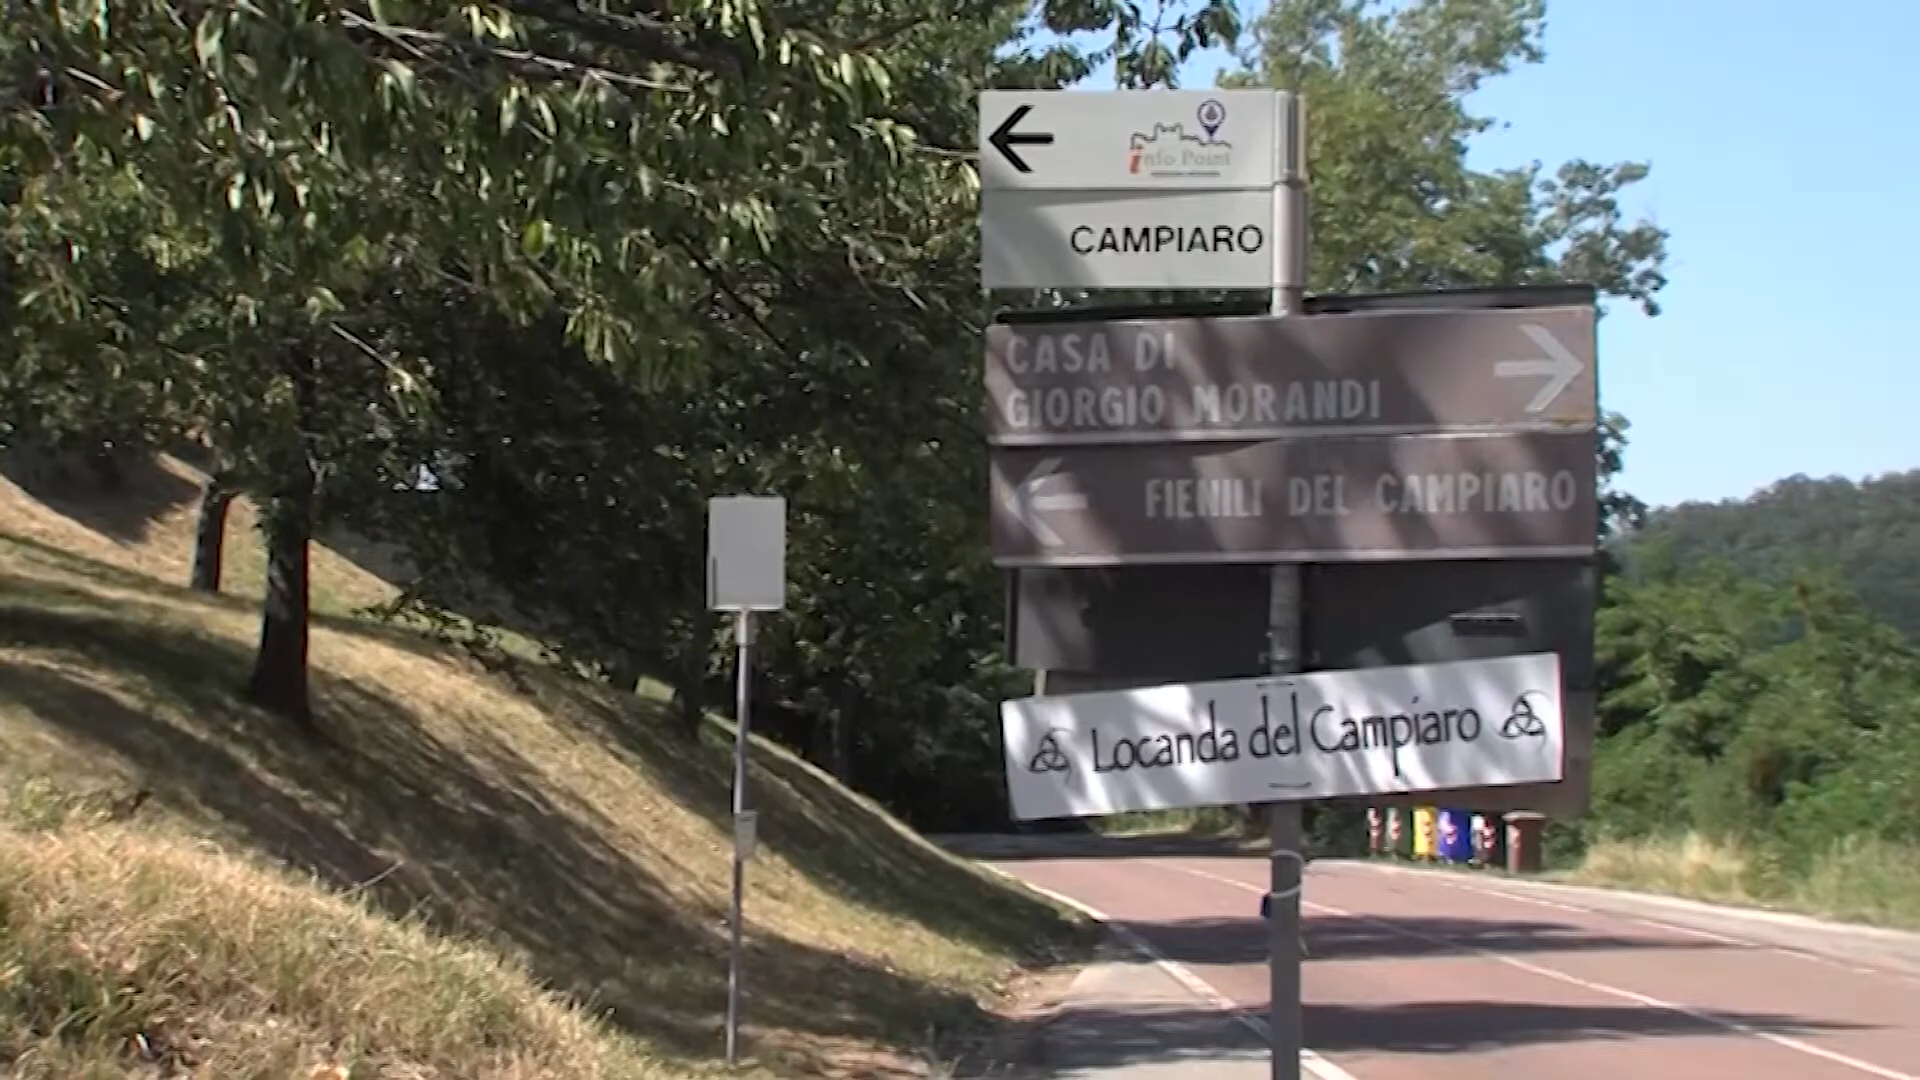 info Point
CAMPIARO
CASA DI
GIORGIO MORANDI
FIENILI DEL CAMPIARO
Locanda del Campiaro